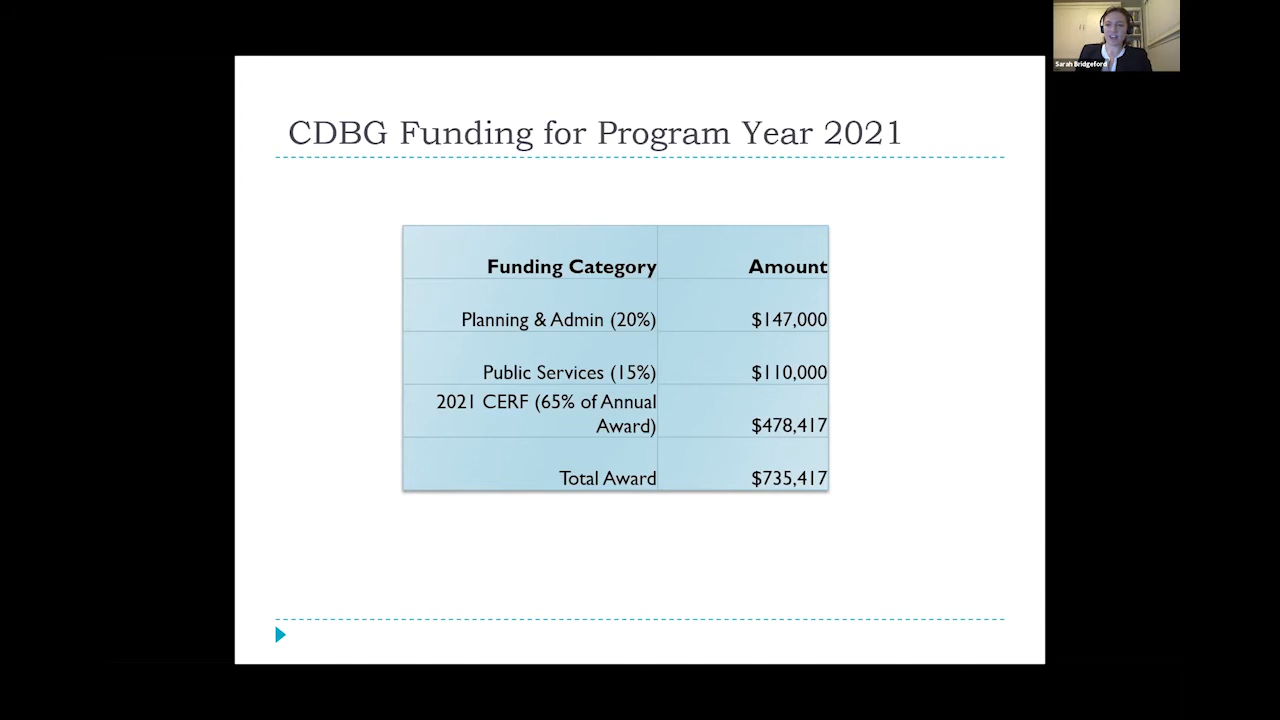 Sarah Bridgeford
CDBG Funding for Program Year 2021
Funding Category Amount
Planning & Admin (20%) $147,000
Public Services (15%) $110,000
2021 CERF (65% of Annual
Award) $478,417
Total Award $735,417